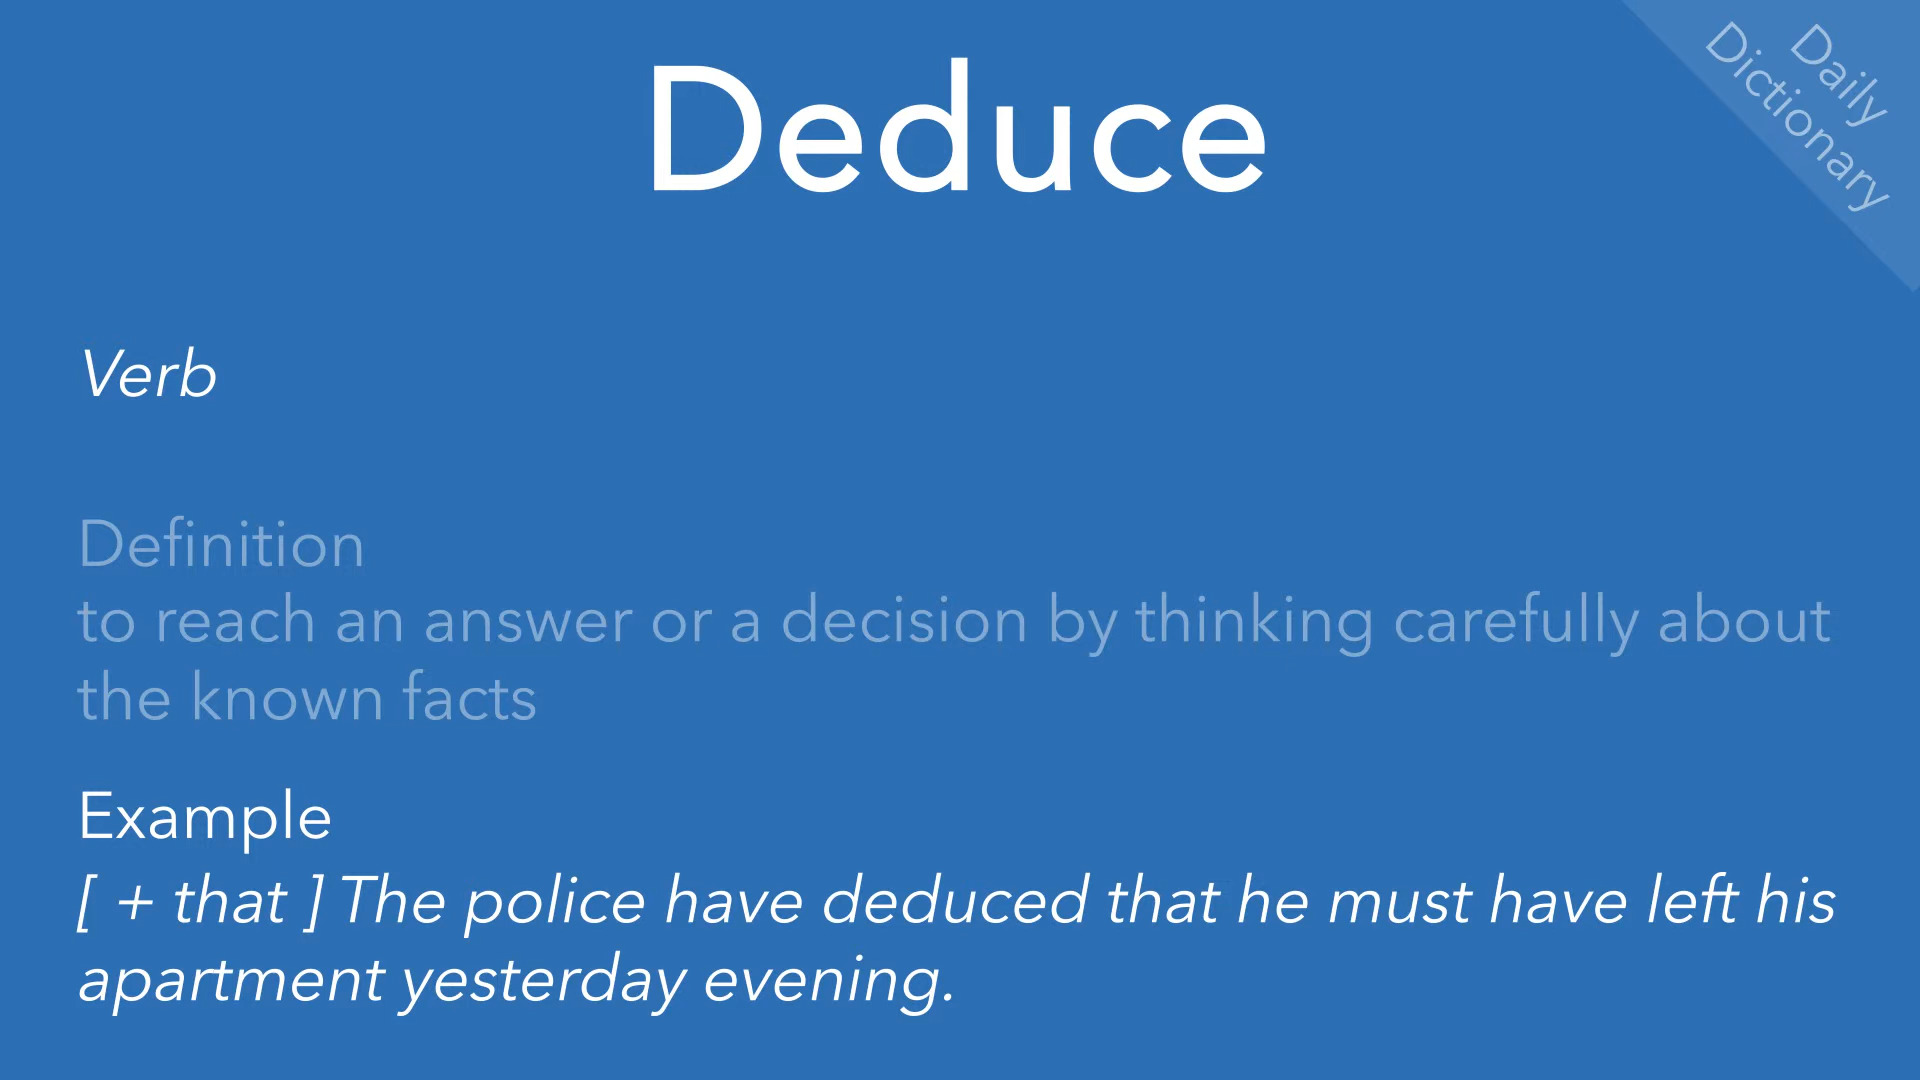 Deduce
Daily
Dictionary
Verb
Definition
to reach an answer or a decision by thinking carefully about
the known facts
Example
[ + that ] The police have deduced that he must have left his
apartment yesterday evening.